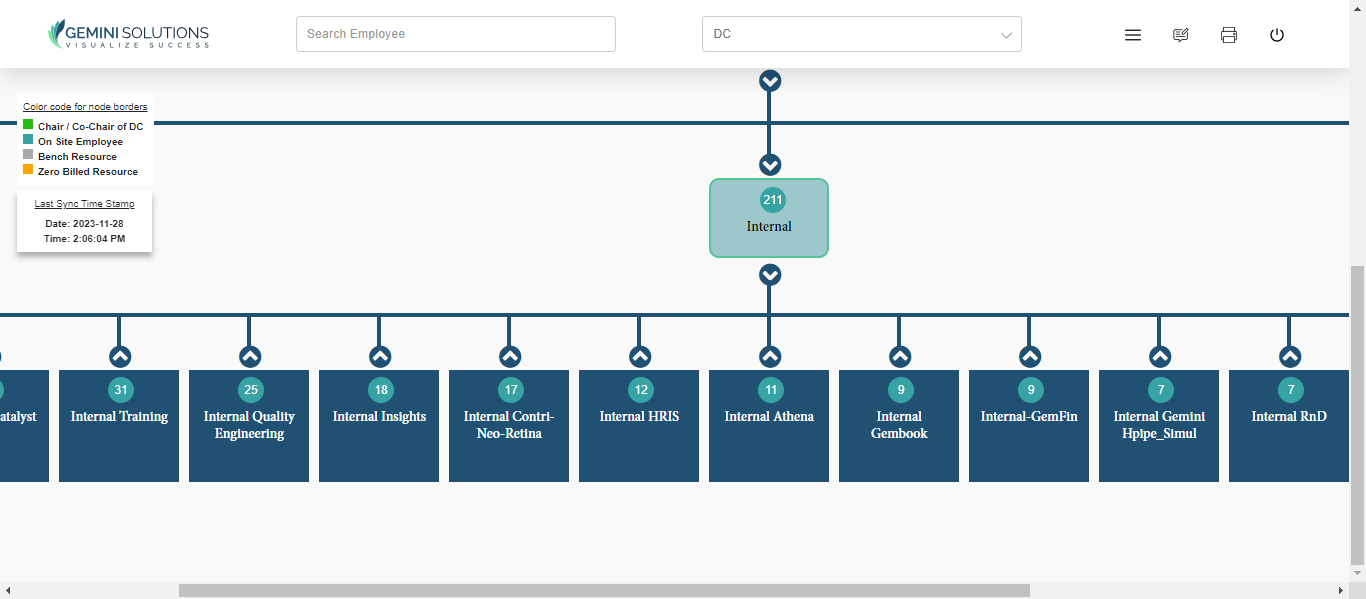 GEMINI SOLUTIONS
VISUALIZE SUCCESS
Search Employee
DC
Color code for node borders
Chair / Co-Chair of DC
On Site Employee
Bench Resource
Zero Billed Resource
Last Sync Time Stamp
Date: 2023-11-28
Time: 2:06:04 PM
211
Internal
atalyst
31
Internal Training
25
Internal Quality
Engineering
18
Internal Insights
17
Internal Contri-
Neo-Retina
12
Internal HRIS
11
Internal Athena
9
Internal
Gembook
9
Internal-GemFin
7
Internal Gemini
Hpipe_Simul
7
Internal RnD